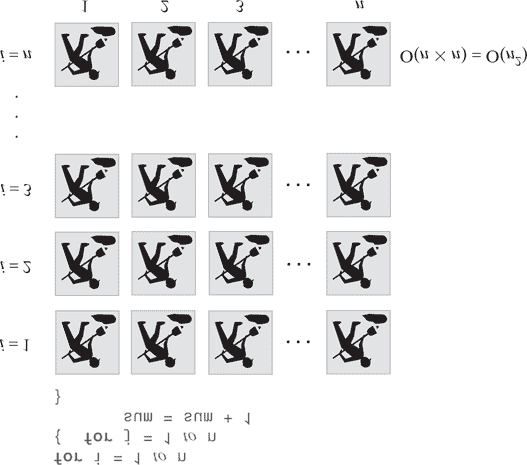 for i = 1 to n
{ for j = 1 to n
sum = sum + 1
}
i = 1 ...
i = 2 ...
i = 3 ...
.
.
.
i = n ... O(n × n) = O(n²)
1 2 3 n